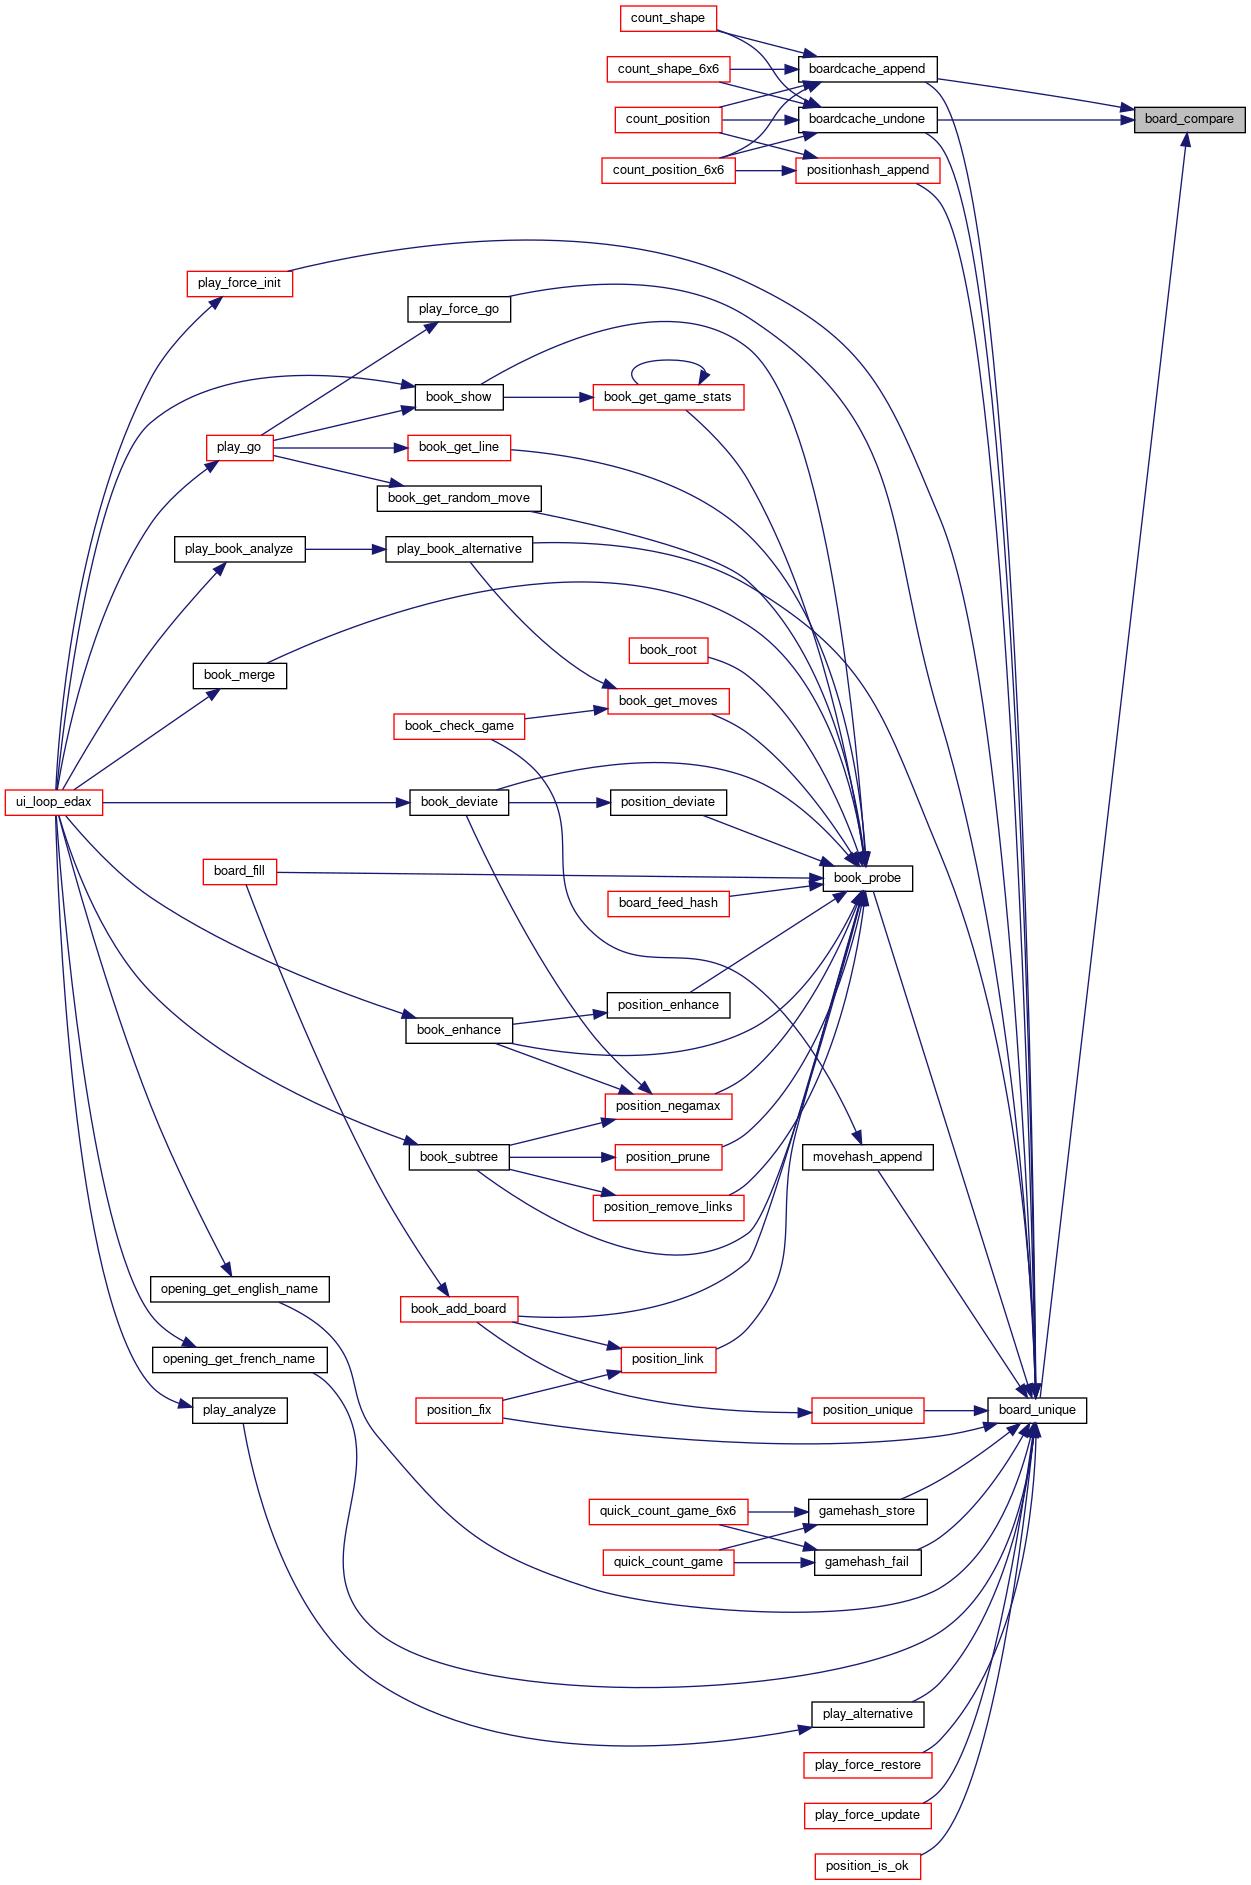 count_shape
boardcache_append
count_shape_6x6
count_position
boardcache_undone
board_compare
count_position_6x6
positionhash_append
play_force_init
play_force_go
book_show
book_get_game_stats
play_go
book_get_line
book_get_random_move
play_book_analyze
play_book_alternative
book_root
book_merge
book_get_moves
book_check_game
ui_loop_edax
book_deviate
position_deviate
board_fill
book_probe
board_feed_hash
position_enhance
book_enhance
position_negamax
book_subtree
position_prune
movehash_append
position_remove_links
opening_get_english_name
book_add_board
opening_get_french_name
position_link
play_analyze
position_fix
position_unique
board_unique
quick_count_game_6x6
gamehash_store
quick_count_game
gamehash_fail
play_alternative
play_force_restore
play_force_update
position_is_ok